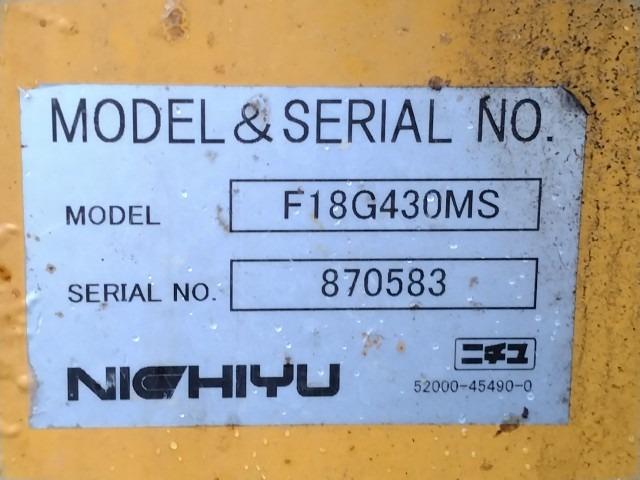 MODEL & SERIAL NO.
MODEL F18G430MS
SERIAL NO. 870583
ニチユ
NICHIYU 52000-45490-0